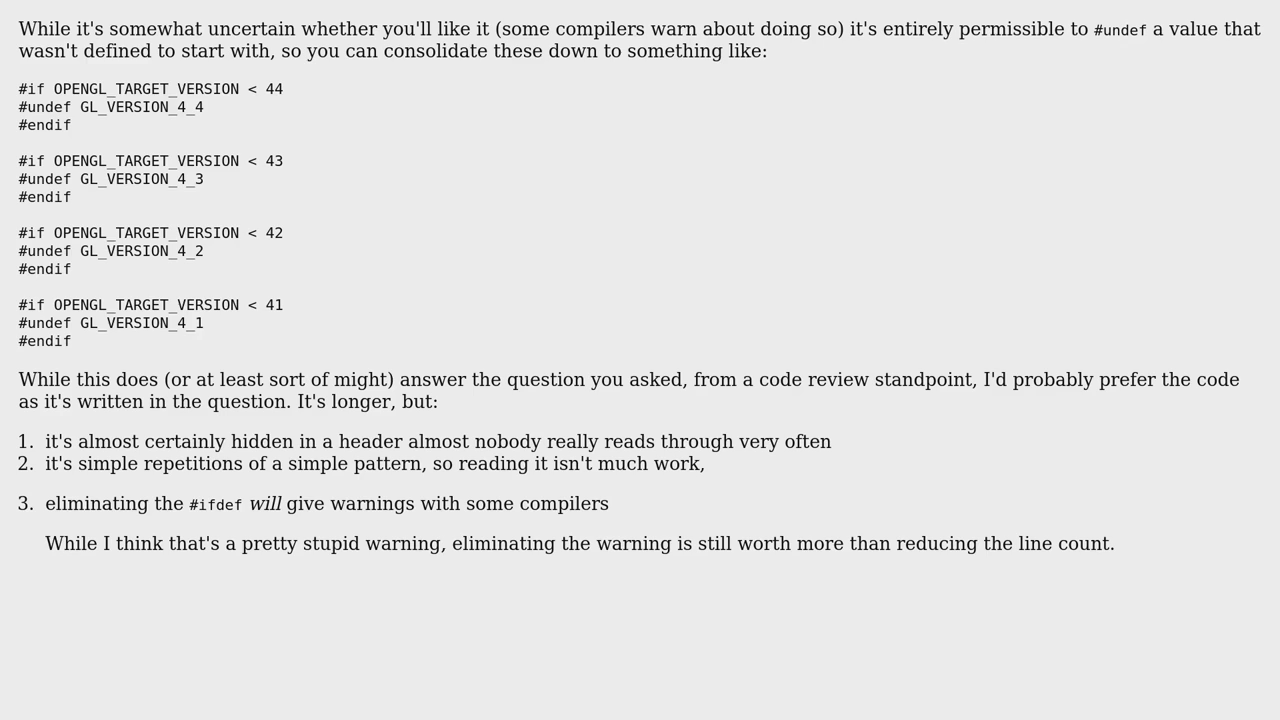 While it's somewhat uncertain whether you'll like it (some compilers warn about doing so) it's entirely permissible to #undef a value that
wasn't defined to start with, so you can consolidate these down to something like:
#if OPENGL_TARGET_VERSION < 44
#undef GL_VERSION_4_4
#endif
#if OPENGL_TARGET_VERSION < 43
#undef GL_VERSION_4_3
#endif
#if OPENGL_TARGET_VERSION < 42
#undef GL_VERSION_4_2
#endif
#if OPENGL_TARGET_VERSION < 41
#undef GL_VERSION_4_1
#endif
While this does (or at least sort of might) answer the question you asked, from a code review standpoint, I'd probably prefer the code
as it's written in the question. It's longer, but:
1. it's almost certainly hidden in a header almost nobody really reads through very often
2. it's simple repetitions of a simple pattern, so reading it isn't much work,
3. eliminating the #ifdef will give warnings with some compilers
While I think that's a pretty stupid warning, eliminating the warning is still worth more than reducing the line count.